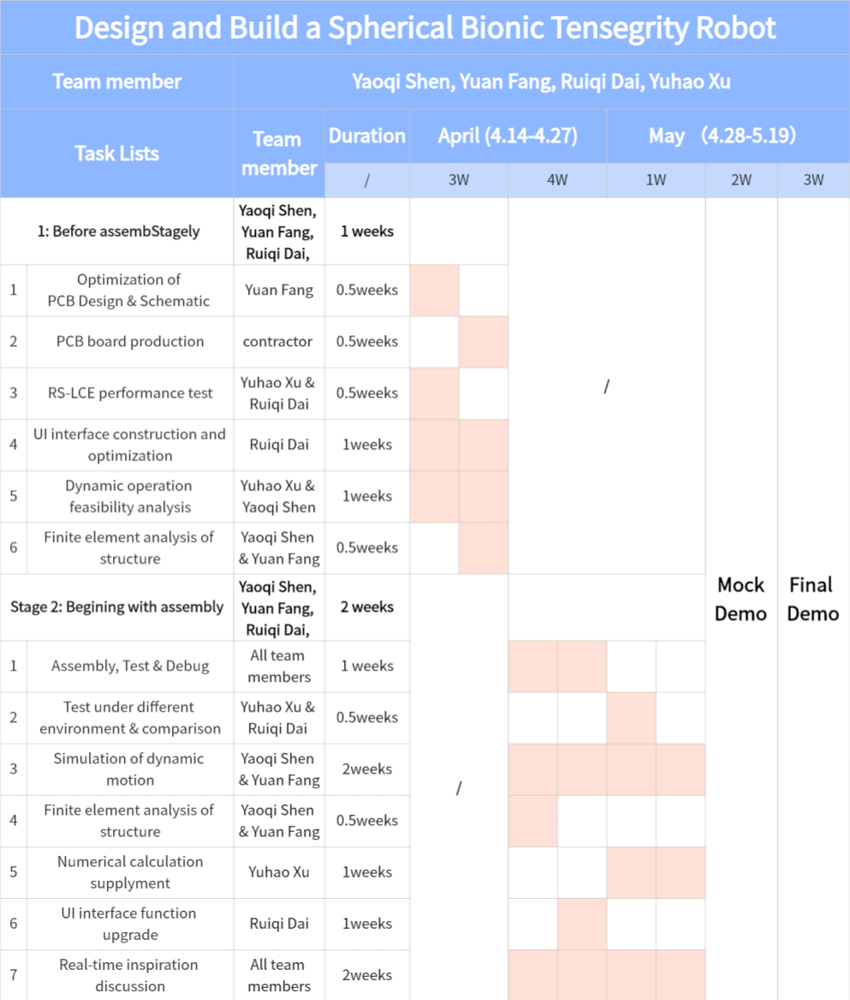 Design and Build a Spherical Bionic Tensegrity Robot
Team member
Yaoqi Shen, Yuan Fang, Ruiqi Dai, Yuhao Xu
Task Lists
Team
member
Duration
April (4.14-4.27)
May （4.28-5.19）
/
3W
4W
1W
2W
3W
1: Before assembStagely
Yaoqi Shen,
Yuan Fang,
Ruiqi Dai,
1 weeks
1
Optimization of
PCB Design & Schematic
Yuan Fang
0.5weeks
2
PCB board production
contractor
0.5weeks
3
RS-LCE performance test
Yuhao Xu &
Ruiqi Dai
0.5weeks
/
4
UI interface construction and
optimization
Ruiqi Dai
1weeks
5
Dynamic operation
feasibility analysis
Yuhao Xu &
Yaoqi Shen
1weeks
6
Finite element analysis of
structure
Yaoqi Shen
& Yuan Fang
0.5weeks
Mock
Demo
Final
Demo
Stage 2: Begining with assembly
Yaoqi Shen,
Yuan Fang,
Ruiqi Dai,
2 weeks
1
Assembly, Test & Debug
All team
members
1 weeks
2
Test under different
environment & comparison
Yuhao Xu &
Ruiqi Dai
0.5weeks
3
Simulation of dynamic
motion
Yaoqi Shen
& Yuan Fang
2weeks
/
4
Finite element analysis of
structure
Yaoqi Shen
& Yuan Fang
0.5weeks
5
Numerical calculation
supplyment
Yuhao Xu
1weeks
6
UI interface function
upgrade
Ruiqi Dai
1weeks
7
Real-time inspiration
discussion
All team
members
2weeks